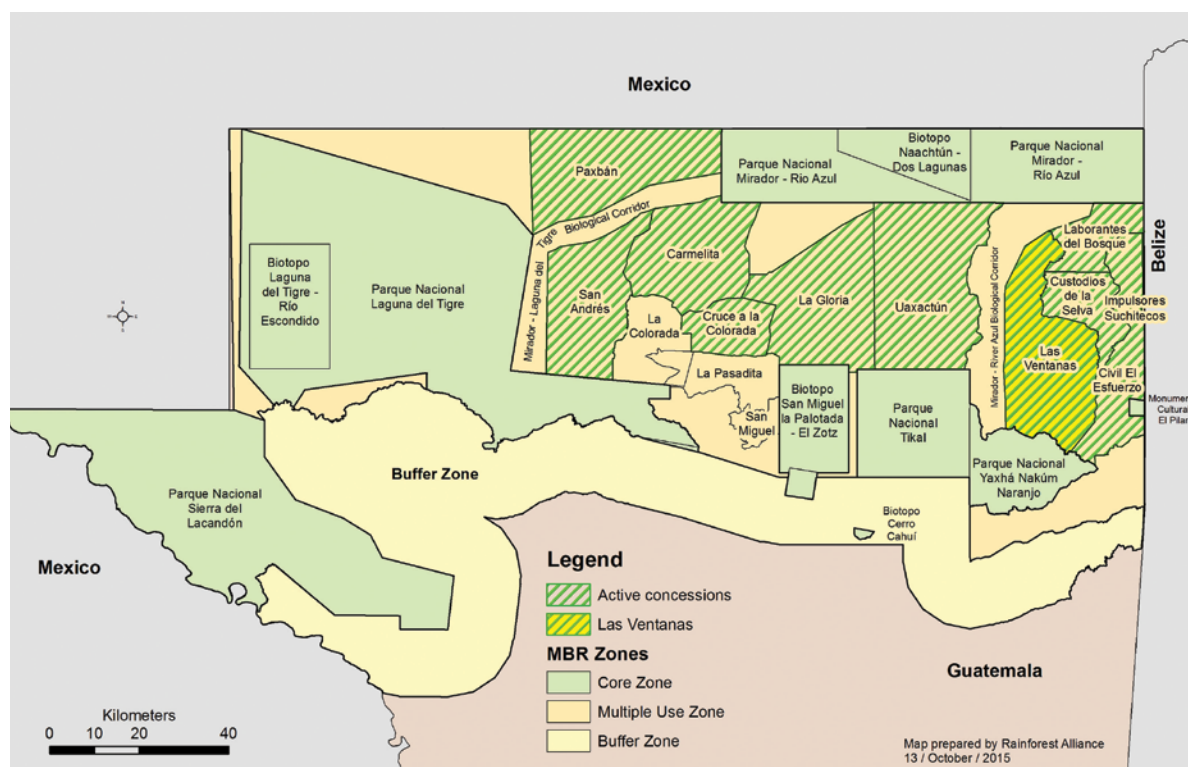 Mexico
Paxbán
Parque Nacional
Mirador - Rio Azul
Biotopo
Naachtún -
Dos Lagunas
Parque Nacional
Mirador -
Río Azul
Belize
Mirador - Laguna del
Tigre
Biological Corridor
Biotopo
Laguna
del Tigre -
Río
Escondido
Parque Nacional
Laguna del Tigre
San
Andrés
Carmelita
La
Colorada
Cruce a la
Colorada
La Gloria
Uaxactún
Mirador - River Azul Biological Corridor
Laborantes
del Bosque
Custodios
de la
Selva
Impulsores
Suchitecos
Las
Ventanas
Civil El
Esfuerzo
Monumen
Cultura
El Pilar
La Pasadita
San
Miguel
Biotopo
San Miguel
la Palotada
- El Zotz
Parque
Nacional
Tikal
Parque Nacional
Yaxhá Nakúm
Naranjo
Buffer Zone
Parque Nacional
Sierra del
Lacandón
Biotopo
Cerro
Cahuí
Mexico
Guatemala
Legend
Active concessions
Las Ventanas
MBR Zones
Core Zone
Multiple Use Zone
Buffer Zone
Kilometers
0 10 20 40
Map prepared by Rainforest Alliance
13 / October / 2015